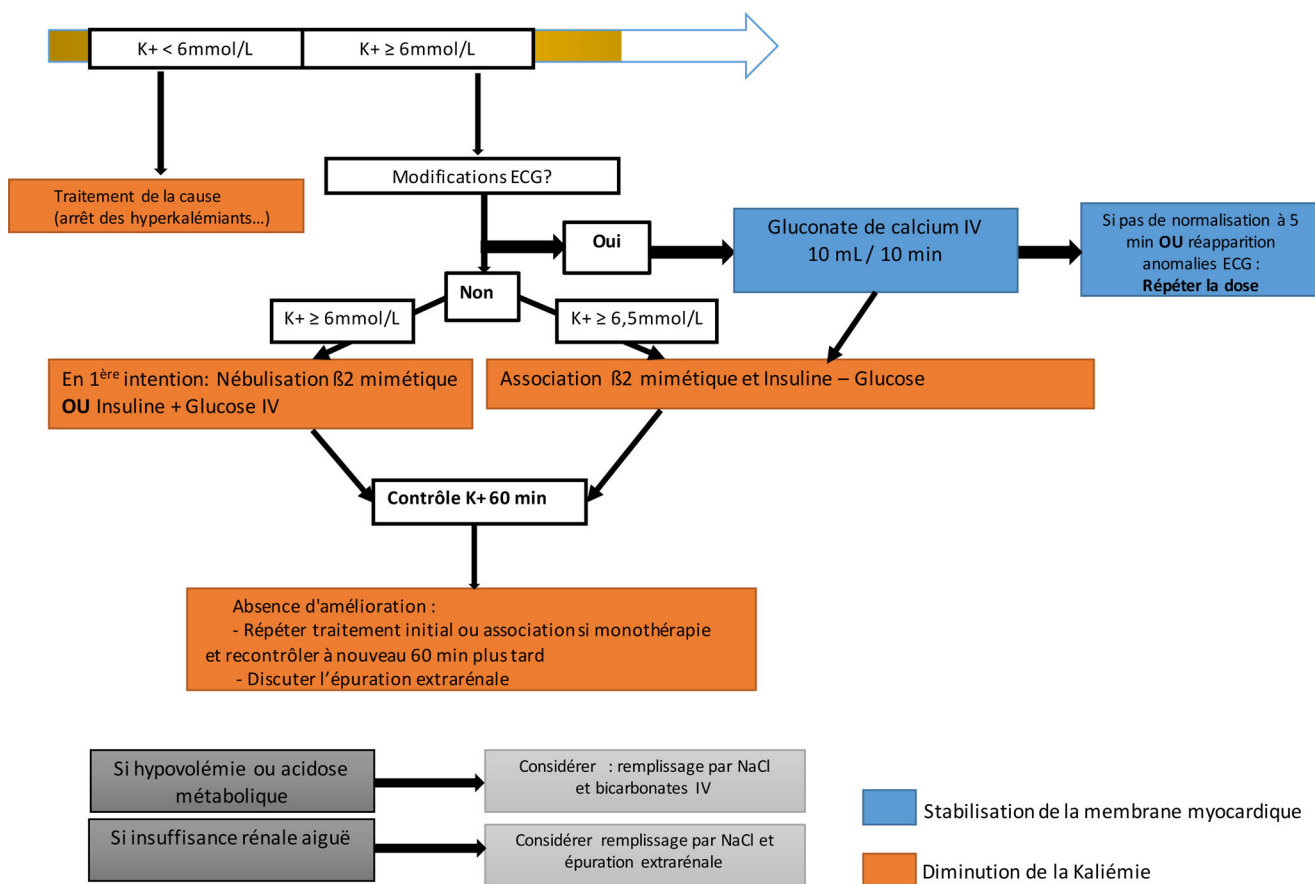 K+ < 6mmol/L
K+ ≥ 6mmol/L
Modifications ECG?
Traitement de la cause
(arrêt des hyperkalémiants…)
Oui
Gluconate de calcium IV
10 mL / 10 min
Si pas de normalisation à 5
min OU réapparition
anomalies ECG :
Répéter la dose
Non
K+ ≥ 6mmol/L
K+ ≥ 6,5mmol/L
En 1ère intention: Nébulisation ß2 mimétique
OU Insuline + Glucose IV
Association ß2 mimétique et Insuline – Glucose
Contrôle K+ 60 min
Absence d'amélioration :
- Répéter traitement initial ou association si monothérapie
et recontrôler à nouveau 60 min plus tard
- Discuter l’épuration extrarénale
Si hypovolémie ou acidose
métabolique
Considérer : remplissage par NaCl
et bicarbonates IV
Si insuffisance rénale aiguë
Considérer remplissage par NaCl et
épuration extrarénale
Stabilisation de la membrane myocardique
Diminution de la Kaliémie